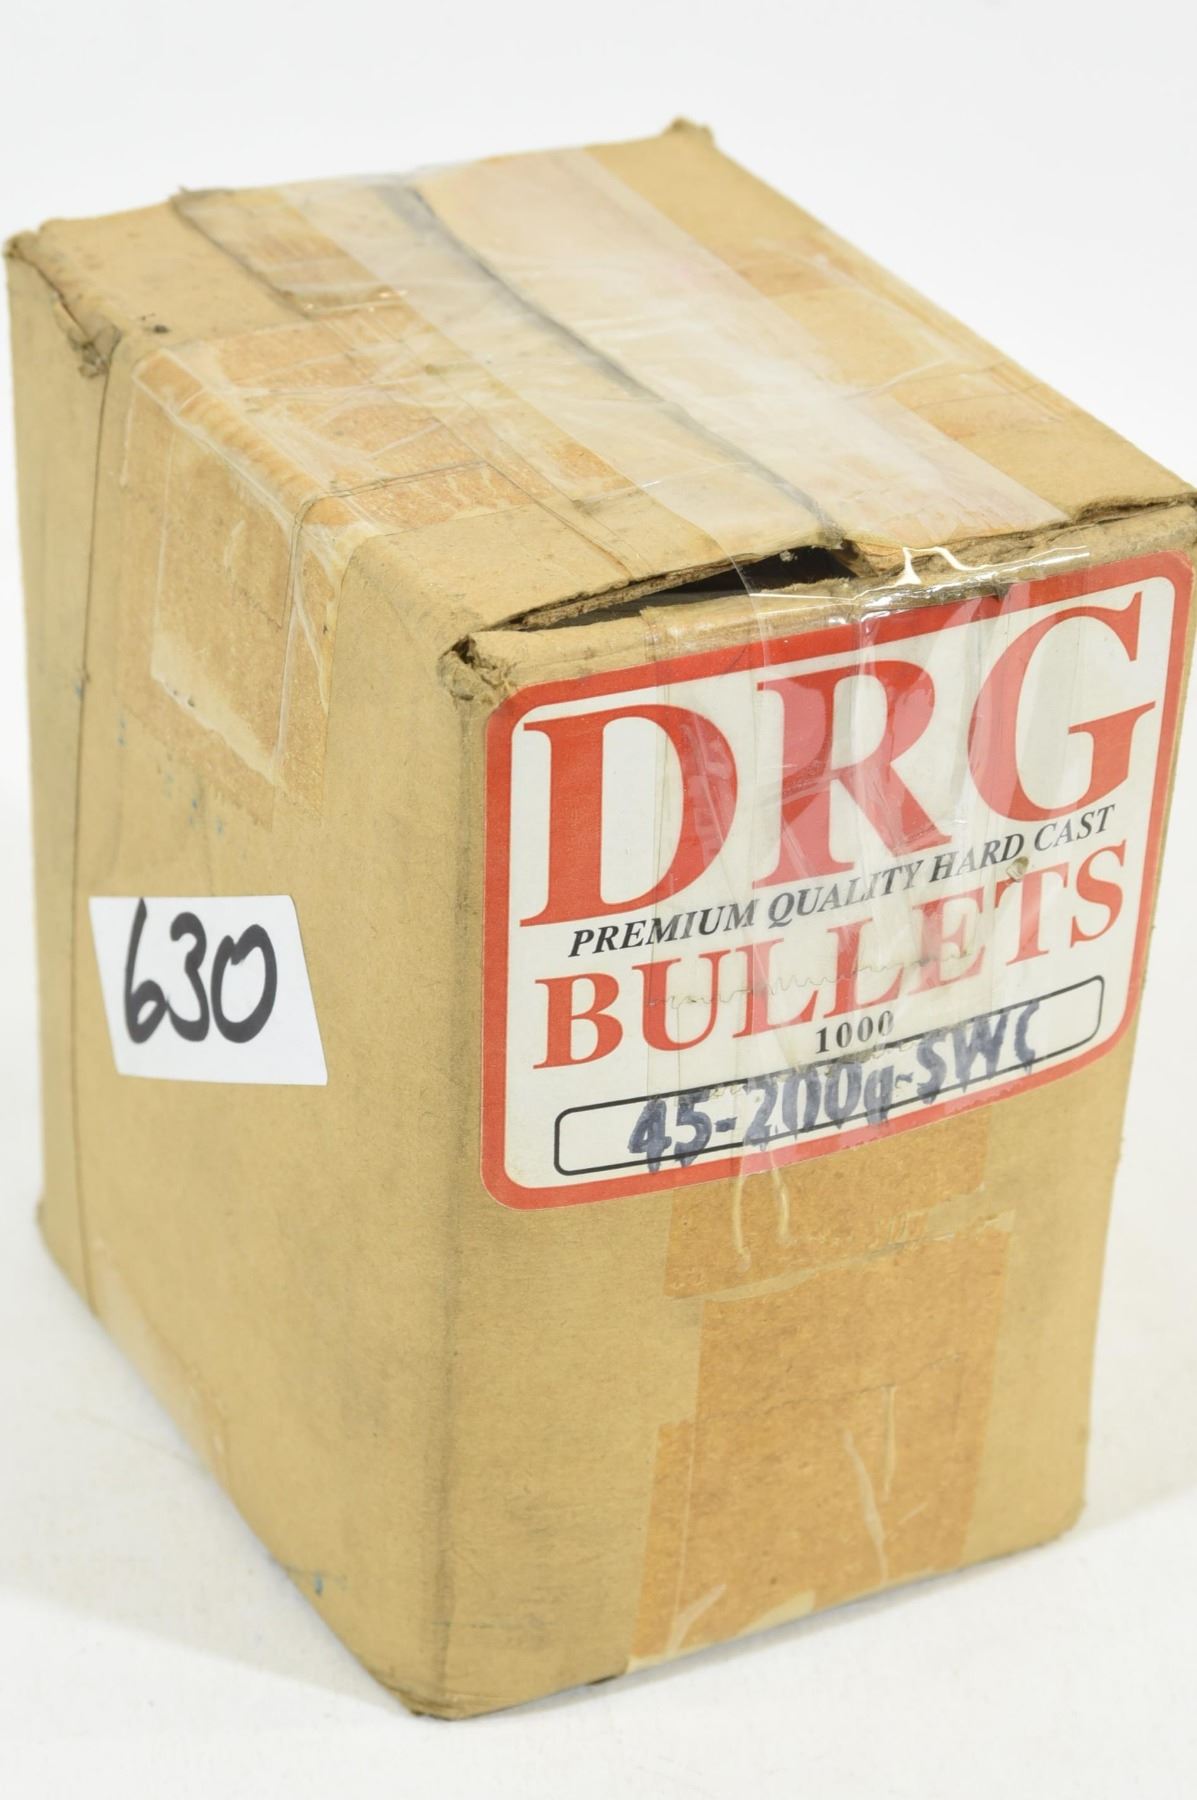 DRG
PREMIUM QUALITY HARD CAST
BULLETS
1000
45-200g-SWC
630